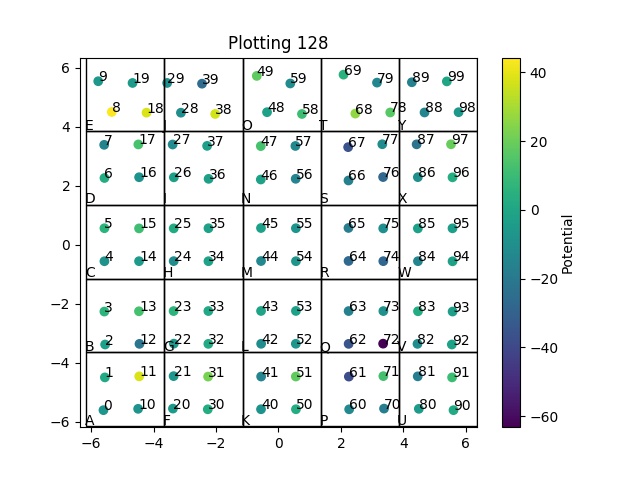 Plotting 128
6
9 19 29 39 49 59 69 79 89 99
40
8 18 28 38 48 58 68 78 88 98
4 E J O T Y
7 17 27 37 47 57 67 77 87 97
20
6 16 26 36 46 56 66 76 86 96
2 D I N S X
5 15 25 35 45 55 65 75 85 95
0
0
4 14 24 34 44 54 64 74 84 94
C H M R W
Potential
−20
−2
3 13 23 33 43 53 63 73 83 93
2 12 22 32 42 52 62 72 82 92
B G L Q V
−40
−4
1 11 21 31 41 51 61 71 81 91
0 10 20 30 40 50 60 70 80 90
−60
−6 A F K P U
−6 −4 −2 0 2 4 6